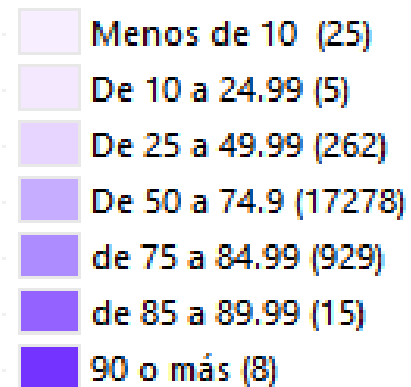 Menos de 10 (25)
De 10 a 24.99 (5)
De 25 a 49.99 (262)
De 50 a 74.9 (17278)
de 75 a 84.99 (929)
de 85 a 89.99 (15)
90 o más (8)